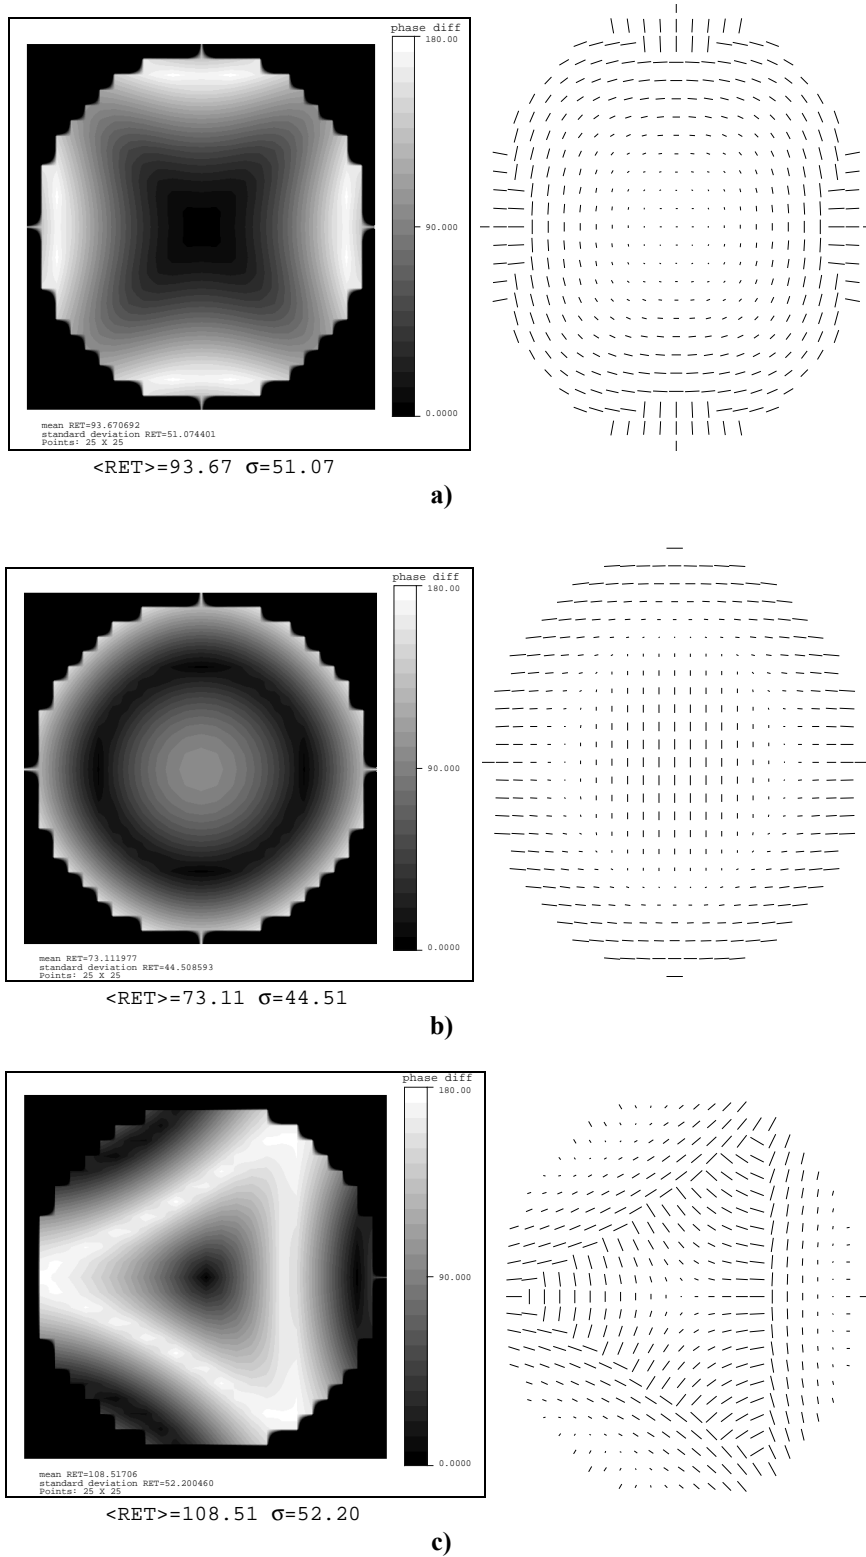 phase diff
180.00
90.000
0.0000
mean RET=93.670692
standard deviation RET=51.074401
Points: 25 X 25
<RET>=93.67 σ=51.07
a)
phase diff
180.00
90.000
0.0000
mean RET=73.111977
standard deviation RET=44.508593
Points: 25 X 25
<RET>=73.11 σ=44.51
b)
phase diff
180.00
90.000
0.0000
mean RET=108.51706
standard deviation RET=52.200460
Points: 25 X 25
<RET>=108.51 σ=52.20
c)